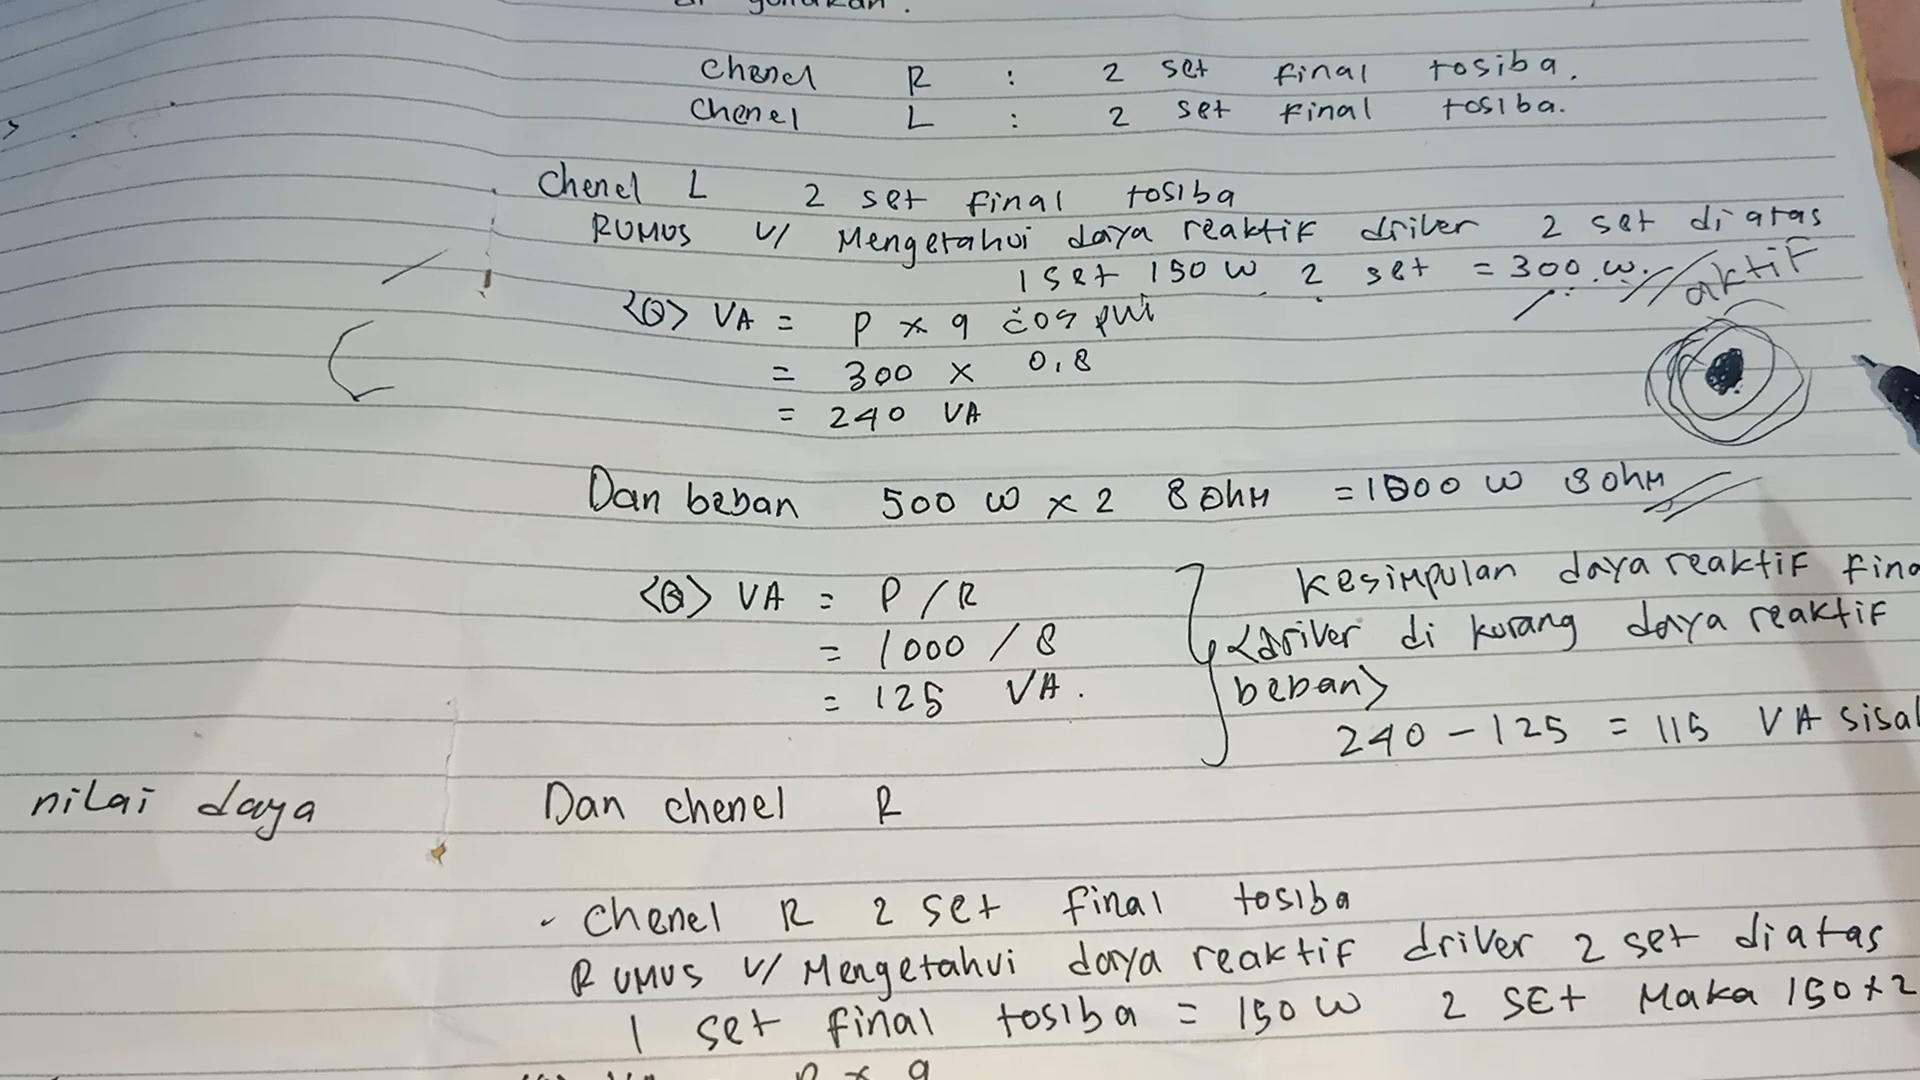 Chenel R : 2 set final tosiba.
Chenel L : 2 set final tosiba.
Chenel L 2 set final tosiba
RUMUS U/ Mengetahui daya reaktif driver 2 set diatas
1 set 150 W 2 set = 300 W. aktif
<Q> VA = P x q cos phi
= 300 x 0,8
= 240 VA
Dan beban 500 W x 2 8 ohm = 1000 W 8 ohm
<Q> VA = P / R
= 1000 / 8
= 125 VA.
kesimpulan daya reaktif fina
<driver di kurang daya reaktif
beban>
240 - 125 = 115 VA sisa
nilai daya
Dan chenel R
- Chenel R 2 set final tosiba
RUMUS U/ Mengetahui daya reaktif driver 2 set diatas
1 set final tosiba = 150 W 2 SET Maka 150 x 2
P x q